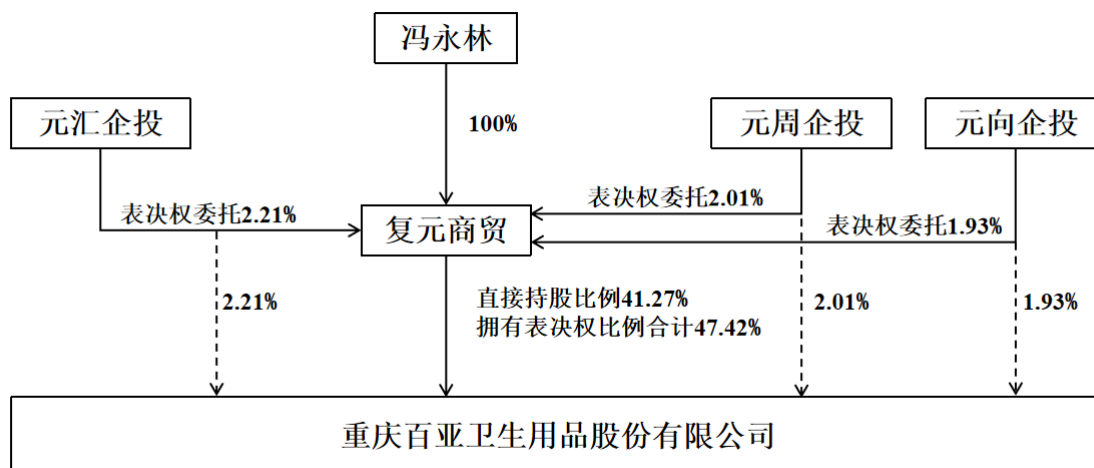 冯永林
元汇企投
100%
元周企投
元向企投
表决权委托2.21%
表决权委托2.01%
复元商贸
表决权委托1.93%
2.21%
直接持股比例41.27%
拥有表决权比例合计47.42%
2.01%
1.93%
重庆百亚卫生用品股份有限公司